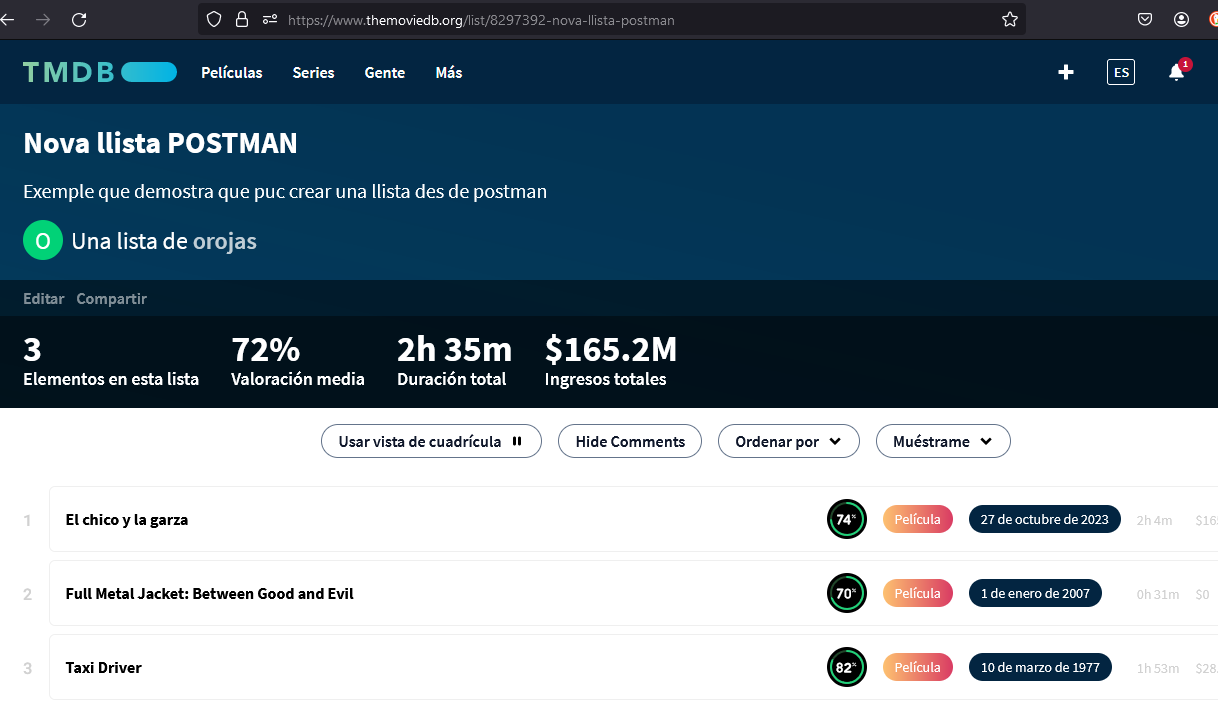 https://www.themoviedb.org/list/8297392-nova-llista-postman
TMDB Películas Series Gente Más ES 1
Nova llista POSTMAN
Exemple que demostra que puc crear una llista des de postman
O Una lista de orojas
Editar Compartir
3 72% 2h 35m $165.2M
Elementos en esta lista Valoración media Duración total Ingresos totales
Usar vista de cuadrícula Hide Comments Ordenar por Muéstrame
1 El chico y la garza 74% Película 27 de octubre de 2023 2h 4m
2 Full Metal Jacket: Between Good and Evil 70% Película 1 de enero de 2007 0h 31m $0
3 Taxi Driver 82% Película 10 de marzo de 1977 1h 53m $28.